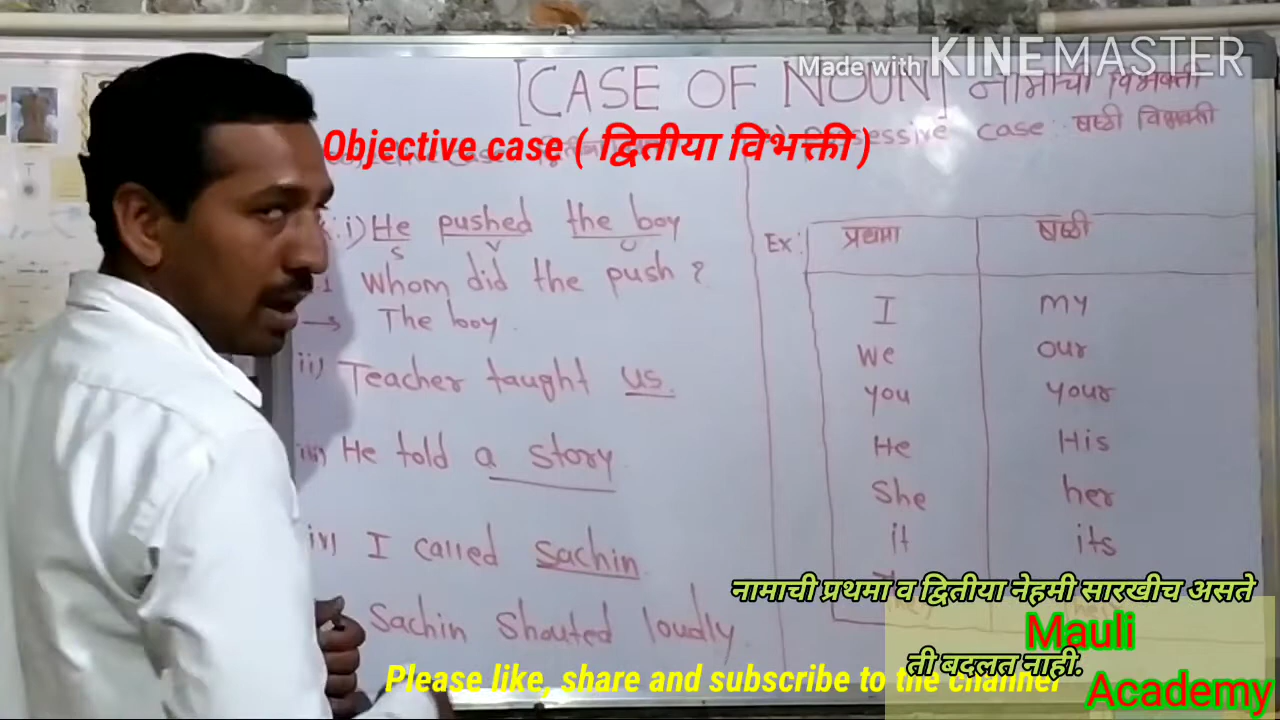 Made with KINEMASTER
[CASE OF NOUN] नामाची विभक्ती
Objective case ( द्वितीया विभक्ती )
case: षष्ठी विभक्ती
i) He pushed the boy
S V O
Whom did the push ?
→ The boy.
ii) Teacher taught us.
iii) He told a story.
iv) I called sachin.
Sachin Shouted loudly
Ex: प्रथमा षष्ठी
I my
we our
you your
He His
She her
it its
नामाची प्रथमा व द्वितीया नेहमी सारखीच असते
ती बदलत नाही.
Mauli
Academy
Please like, share and subscribe to the channel